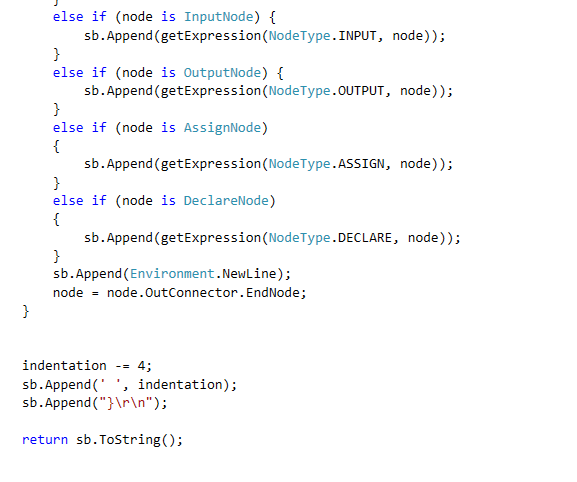 }
else if (node is InputNode) {
sb.Append(getExpression(NodeType.INPUT, node));
}
else if (node is OutputNode) {
sb.Append(getExpression(NodeType.OUTPUT, node));
}
else if (node is AssignNode)
{
sb.Append(getExpression(NodeType.ASSIGN, node));
}
else if (node is DeclareNode)
{
sb.Append(getExpression(NodeType.DECLARE, node));
}
sb.Append(Environment.NewLine);
node = node.OutConnector.EndNode;
}
indentation -= 4;
sb.Append(' ', indentation);
sb.Append("}\r\n");
return sb.ToString();